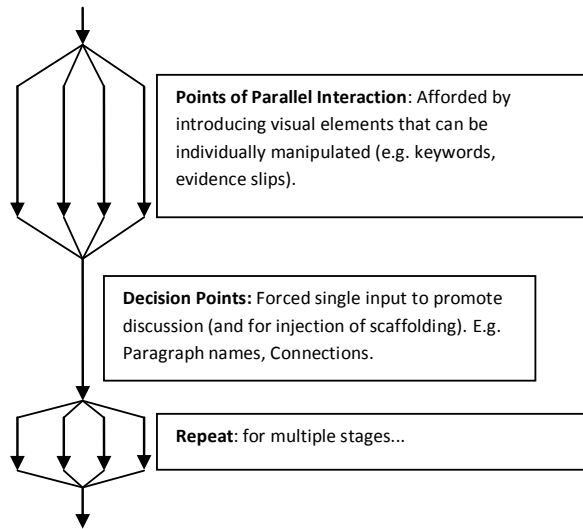 Points of Parallel Interaction: Afforded by
introducing visual elements that can be
individually manipulated (e.g. keywords,
evidence slips).
Decision Points: Forced single input to promote
discussion (and for injection of scaffolding). E.g.
Paragraph names, Connections.
Repeat: for multiple stages...